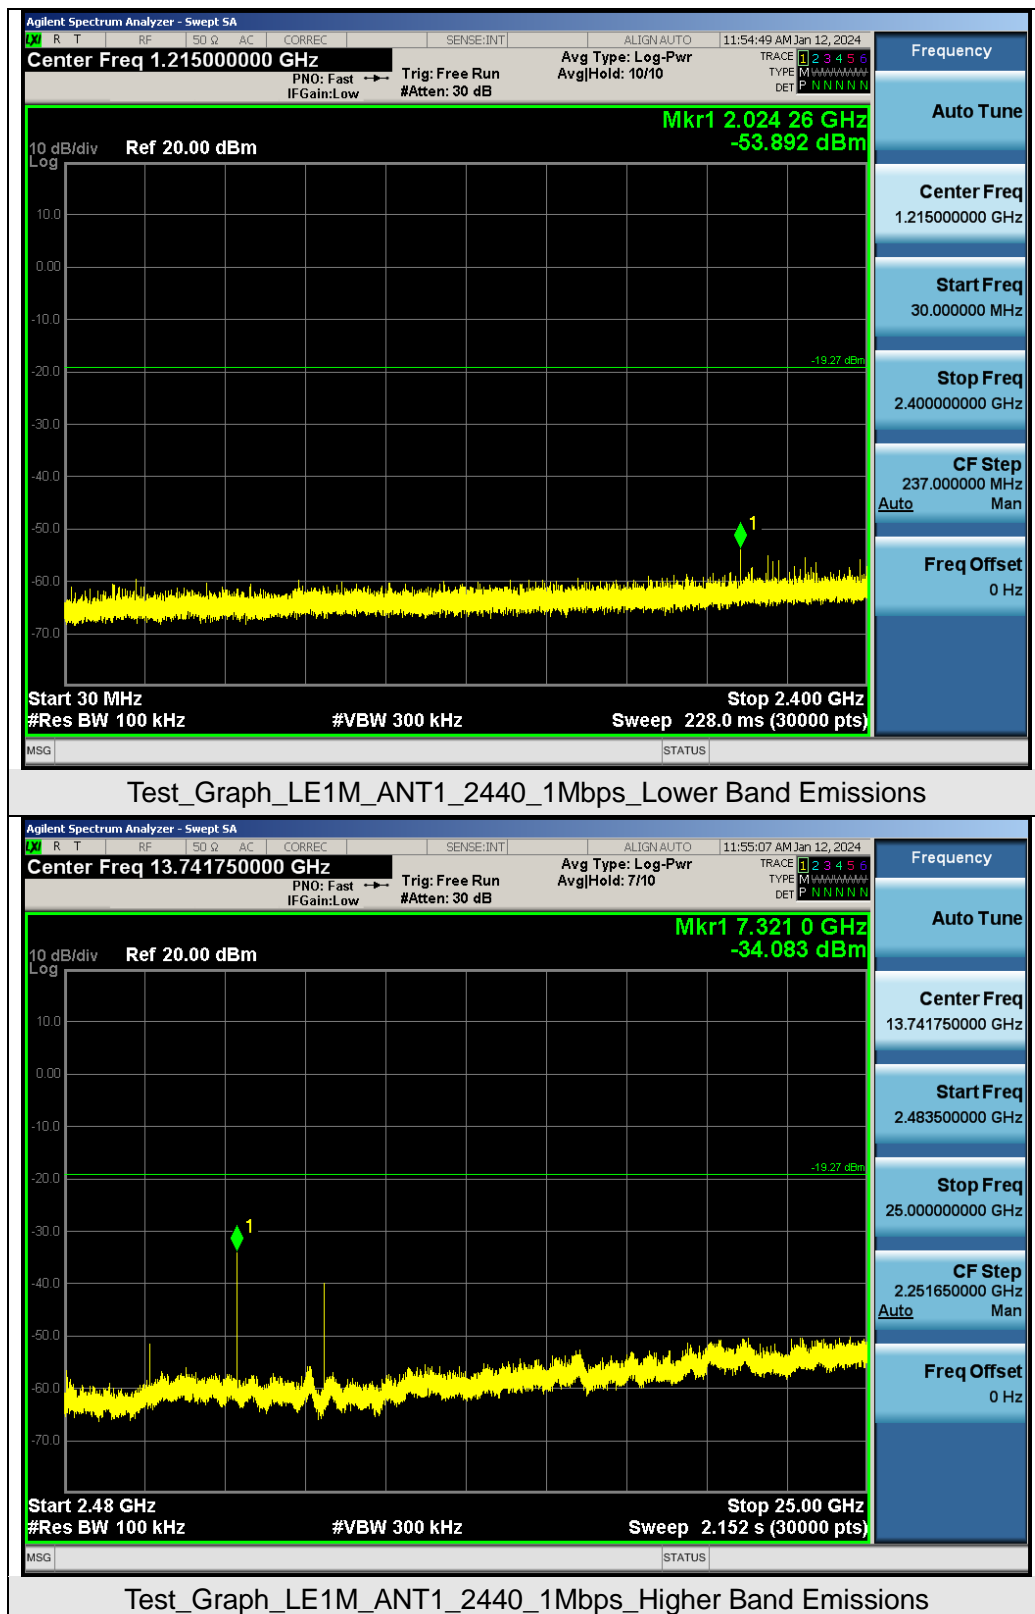 Agilent Spectrum Analyzer - Swept SA
LXI R T RF 50 Ω AC CORREC SENSE:INT ALIGN AUTO 11:54:49 AM Jan 12, 2024
Center Freq 1.215000000 GHz
PNO: Fast
IFGain:Low
Trig: Free Run
#Atten: 30 dB
Avg Type: Log-Pwr
Avg|Hold: 10/10
TRACE 1 2 3 4 5 6
TYPE M
DET P N N N N N
Mkr1 2.024 26 GHz
-53.892 dBm
10 dB/div
Log
Ref 20.00 dBm
10.0
0.00
-10.0
-20.0
-30.0
-40.0
-50.0
-60.0
-70.0
-19.27 dBm
1
Start 30 MHz
Stop 2.400 GHz
#Res BW 100 kHz
#VBW 300 kHz
Sweep 228.0 ms (30000 pts)
MSG
STATUS
Frequency
Auto Tune
Center Freq
1.215000000 GHz
Start Freq
30.000000 MHz
Stop Freq
2.400000000 GHz
CF Step
237.000000 MHz
Auto Man
Freq Offset
0 Hz
Test_Graph_LE1M_ANT1_2440_1Mbps_Lower Band Emissions
Agilent Spectrum Analyzer - Swept SA
LXI R T RF 50 Ω AC CORREC SENSE:INT ALIGN AUTO 11:55:07 AM Jan 12, 2024
Center Freq 13.741750000 GHz
PNO: Fast
IFGain:Low
Trig: Free Run
#Atten: 30 dB
Avg Type: Log-Pwr
Avg|Hold: 7/10
TRACE 1 2 3 4 5 6
TYPE M
DET P N N N N N
Mkr1 7.321 0 GHz
-34.083 dBm
10 dB/div
Log
Ref 20.00 dBm
10.0
0.00
-10.0
-20.0
-30.0
-40.0
-50.0
-60.0
-70.0
-19.27 dBm
1
Start 2.48 GHz
Stop 25.00 GHz
#Res BW 100 kHz
#VBW 300 kHz
Sweep 2.152 s (30000 pts)
MSG
STATUS
Frequency
Auto Tune
Center Freq
13.741750000 GHz
Start Freq
2.483500000 GHz
Stop Freq
25.000000000 GHz
CF Step
2.251650000 GHz
Auto Man
Freq Offset
0 Hz
Test_Graph_LE1M_ANT1_2440_1Mbps_Higher Band Emissions